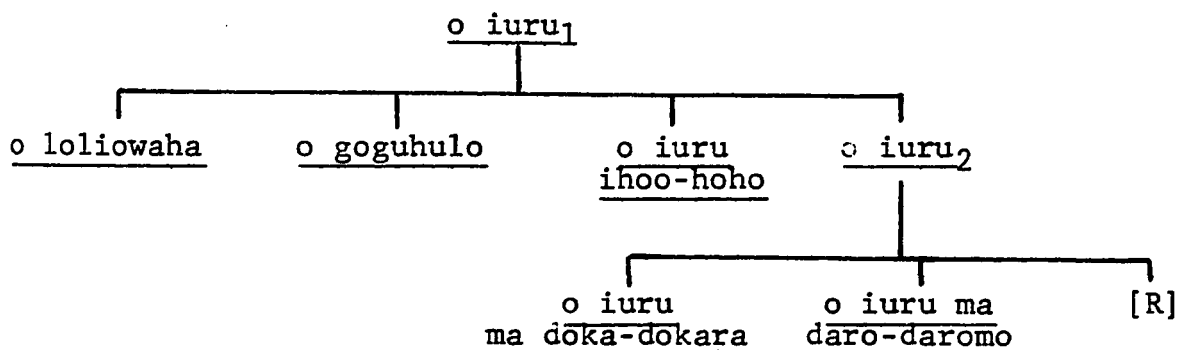 o iuru1
o loliowaha o goguhulo o iuru o iuru2
ihoo-hoho
o iuru o iuru ma [R]
ma doka-dokara daro-daromo